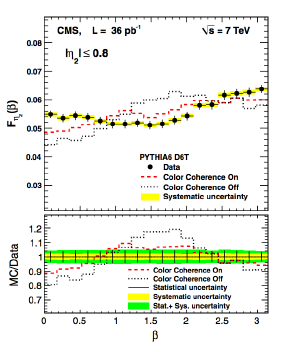 CMS, L = 36 pb⁻¹ √s = 7 TeV
|η₂| ≤ 0.8
F_η₂(β)
0.08
0.07
0.06
0.05
0.04
0.03
PYTHIA6 D6T
Data
Color Coherence On
Color Coherence Off
Systematic uncertainty
MC/Data
1.2
1.1
1
0.9
0.8
0.7
Color Coherence On
Color Coherence Off
Statistical uncertainty
Systematic uncertainty
Stat.+ Sys. uncertainty
0 0.5 1 1.5 2 2.5 3
β